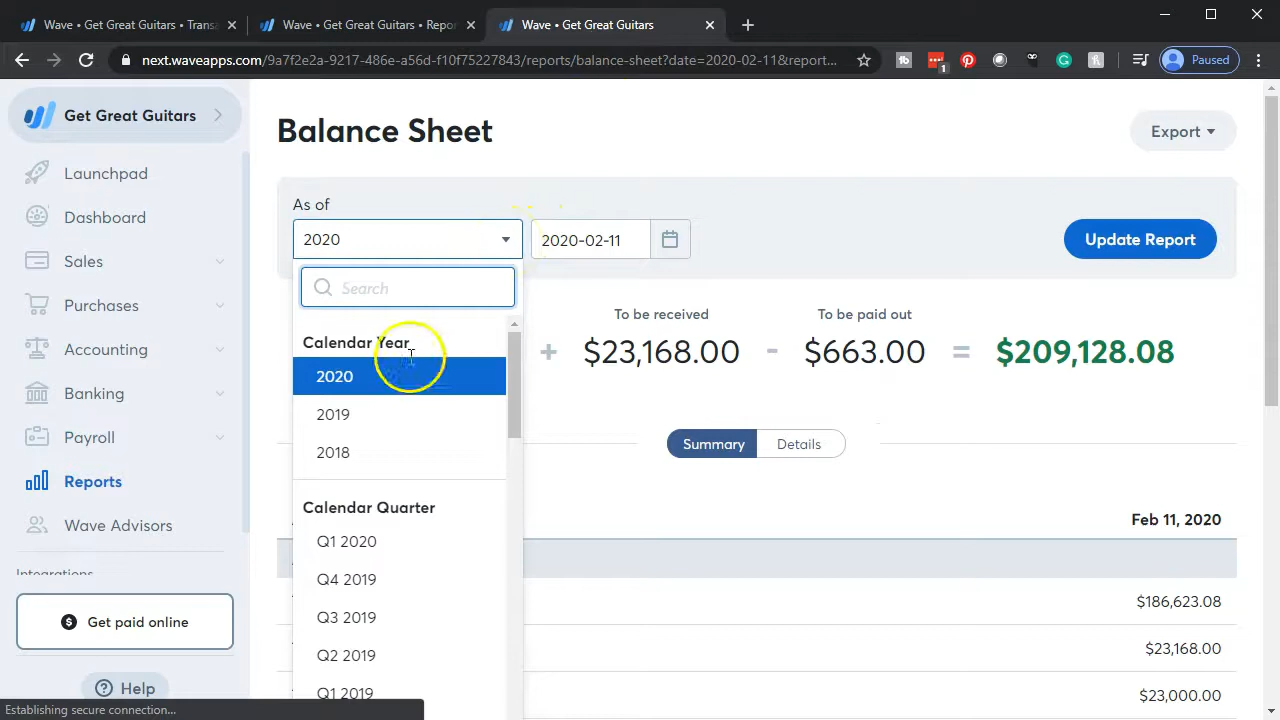 Wave • Get Great Guitars • Transa
Wave • Get Great Guitars • Repor
Wave • Get Great Guitars
next.waveapps.com/9a7f2e2a-9217-486e-a56d-f10f75227843/reports/balance-sheet?date=2020-02-11&report...
1
Paused
Get Great Guitars
Launchpad
Dashboard
Sales
Purchases
Accounting
Banking
Payroll
Reports
Wave Advisors
Integrations
Get paid online
Help
Establishing secure connection...
Balance Sheet
Export
As of
2020
2020-02-11
Update Report
Search
Calendar Year
2020
2019
2018
Calendar Quarter
Q1 2020
Q4 2019
Q3 2019
Q2 2019
Q1 2019
To be received
To be paid out
+ $23,168.00 - $663.00 = $209,128.08
Summary
Details
Feb 11, 2020
$186,623.08
$23,168.00
$23,000.00